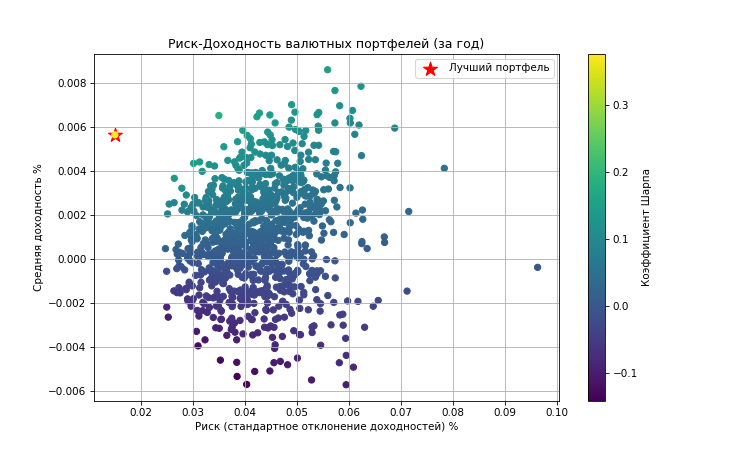 Риск-Доходность валютных портфелей (за год)
Лучший портфель
0.008
0.006
0.004
0.002
0.000
−0.002
−0.004
−0.006
Средняя доходность %
0.02 0.03 0.04 0.05 0.06 0.07 0.08 0.09 0.10
Риск (стандартное отклонение доходностей) %
0.3
0.2
0.1
0.0
−0.1
Коэффициент Шарпа